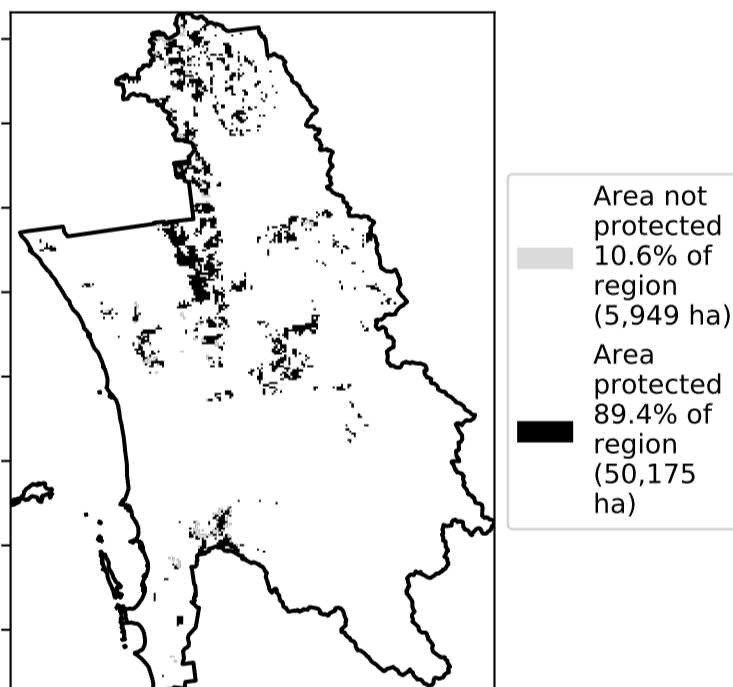 Area not
protected
10.6% of
region
(5,949 ha)
Area
protected
89.4% of
region
(50,175
ha)